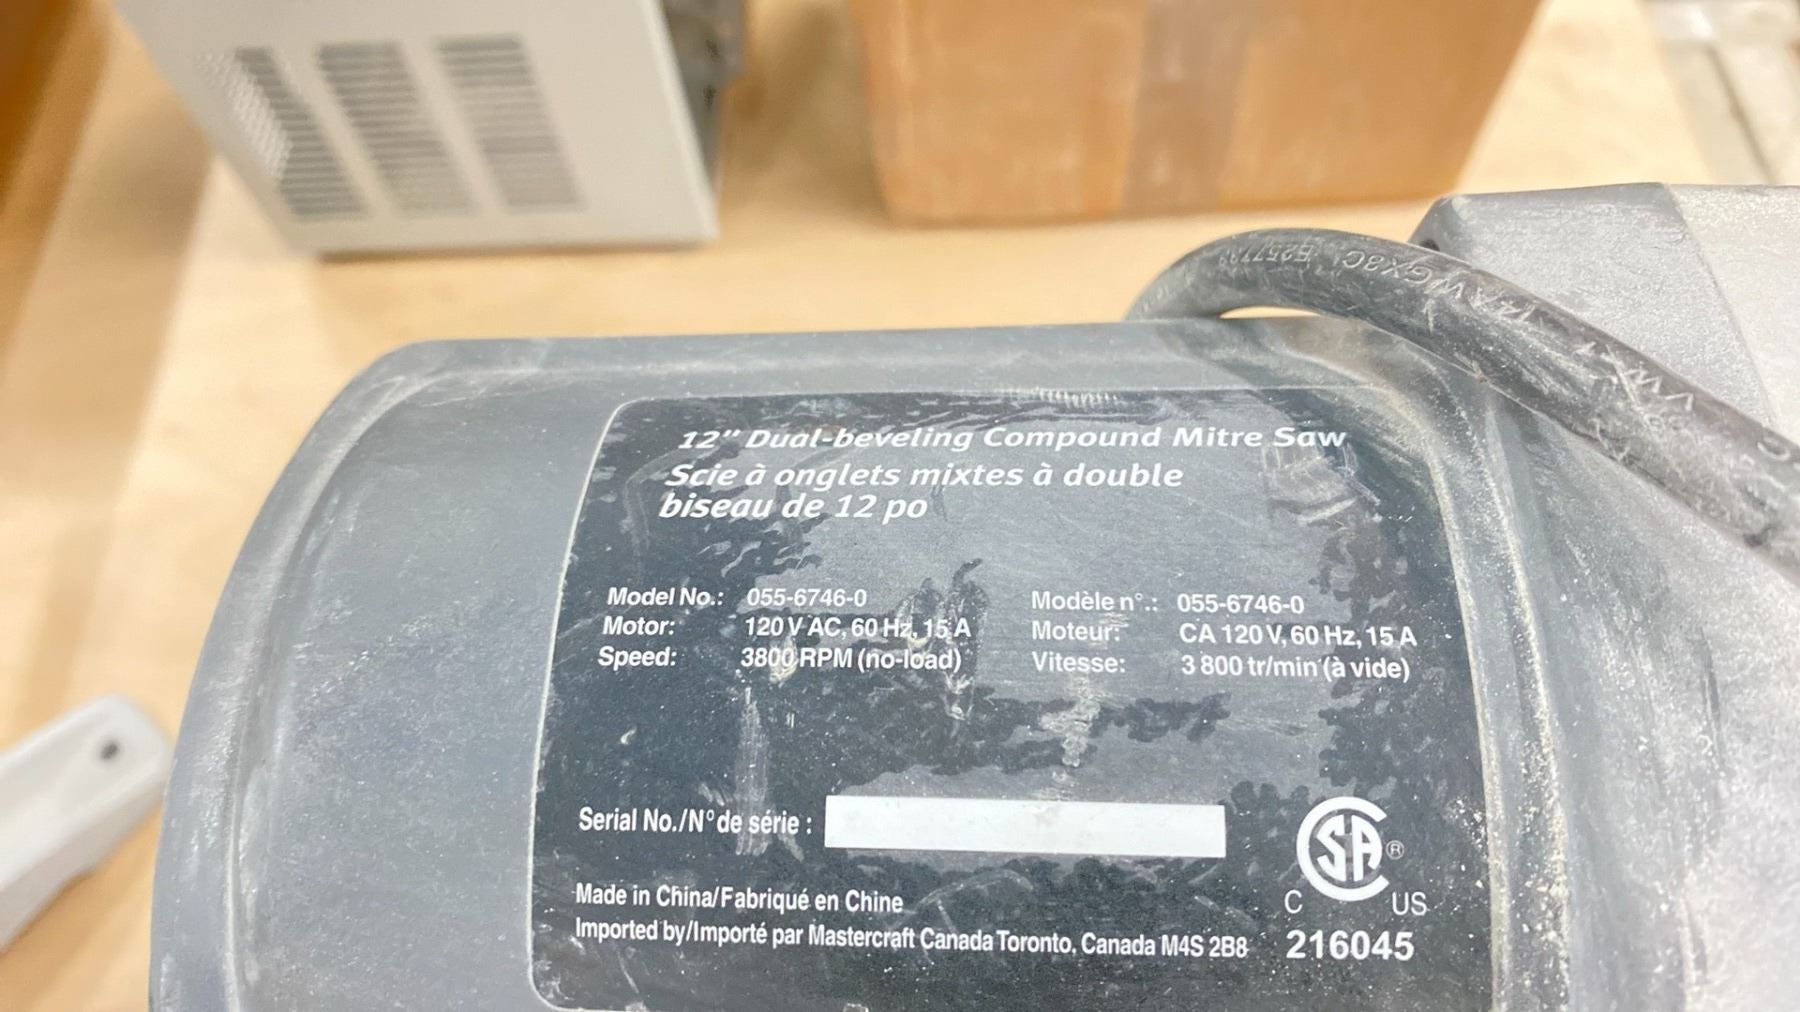 12" Dual-beveling Compound Mitre Saw
Scie à onglets mixtes à double
biseau de 12 po
Model No.: 055-6746-0
Motor: 120 V AC, 60 Hz, 15 A
Speed: 3800 RPM (no-load)
Modèle n°.: 055-6746-0
Moteur: CA 120 V, 60 Hz, 15 A
Vitesse: 3 800 tr/min (à vide)
Serial No./N° de série :
Made in China/Fabriqué en Chine
Imported by/Importé par Mastercraft Canada Toronto, Canada M4S 2B8
CSA ®
C US
216045